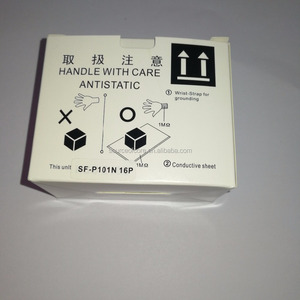 取扱注意
HANDLE WITH CARE
ANTISTATIC
① Wrist-Strap for
grounding
1MΩ
1MΩ
This unit SF-P101N 16P
② Conductive sheet